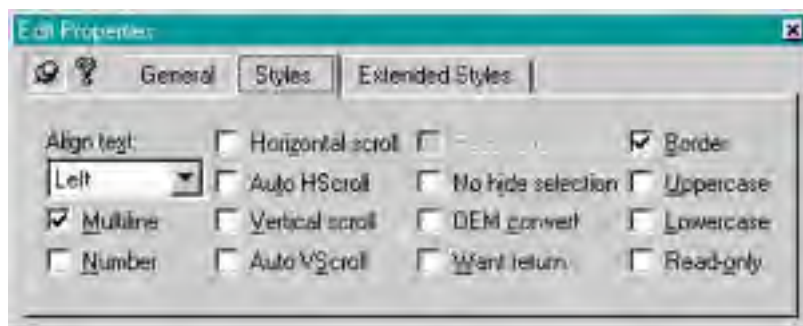 Edit Properties
General Styles Extended Styles
Align text: Horizontal scroll Border
Left Auto HScroll No hide selection Uppercase
Multiline Vertical scroll OEM convert Lowercase
Number Auto VScroll Want return Read-only